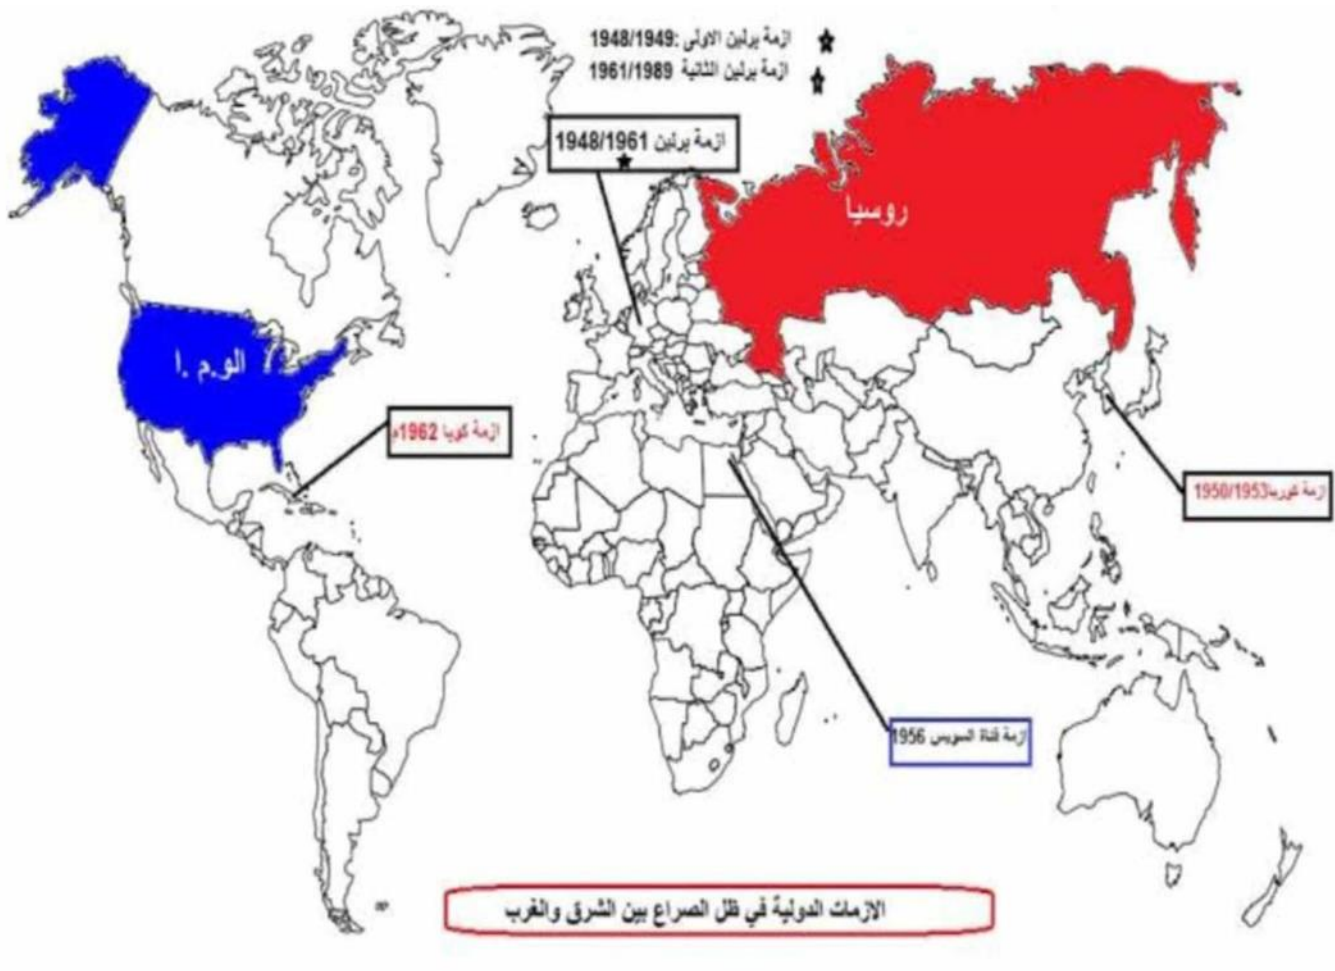 ازمة برلين الاولى :1948/1949
ازمة برلين الثانية 1961/1989
ازمة برلين 1948/1961
روسيا
الو.م.ا
ازمة كوبا 1962م
ازمة كوريا1950/1953
ازمة قناة السويس 1956
الازمات الدولية في ظل الصراع بين الشرق والغرب